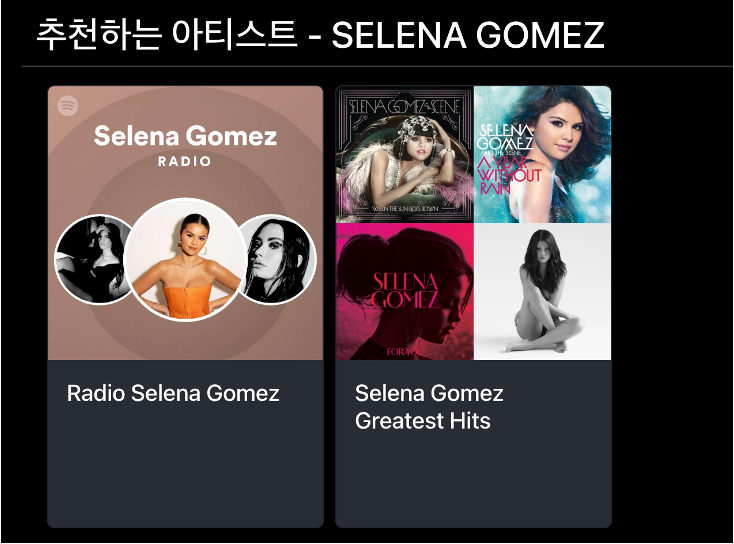 추천하는 아티스트 - SELENA GOMEZ
Selena Gomez
RADIO
SELENA GOMEZ & THE SCENE
WHEN THE SUN GOES DOWN
SELENA
GOMEZ
AND THE SCENE
A YEAR
WITHOUT
RAIN
SELENA
GOMEZ
FOR YOU
Radio Selena Gomez
Selena Gomez
Greatest Hits